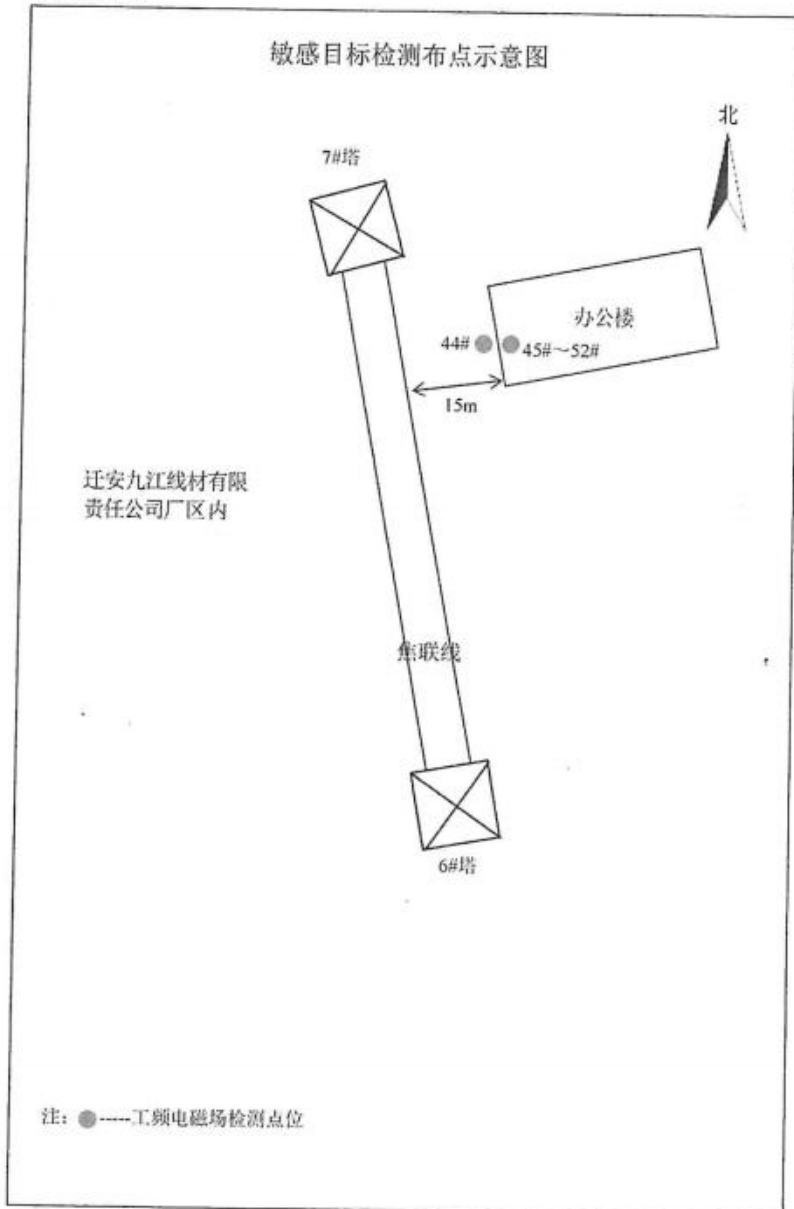 敏感目标检测布点示意图
北
7#塔
办公楼
44#
45#～52#
15m
迁安九江线材有限
责任公司厂区内
焦联线
6#塔
注：●-----工频电磁场检测点位